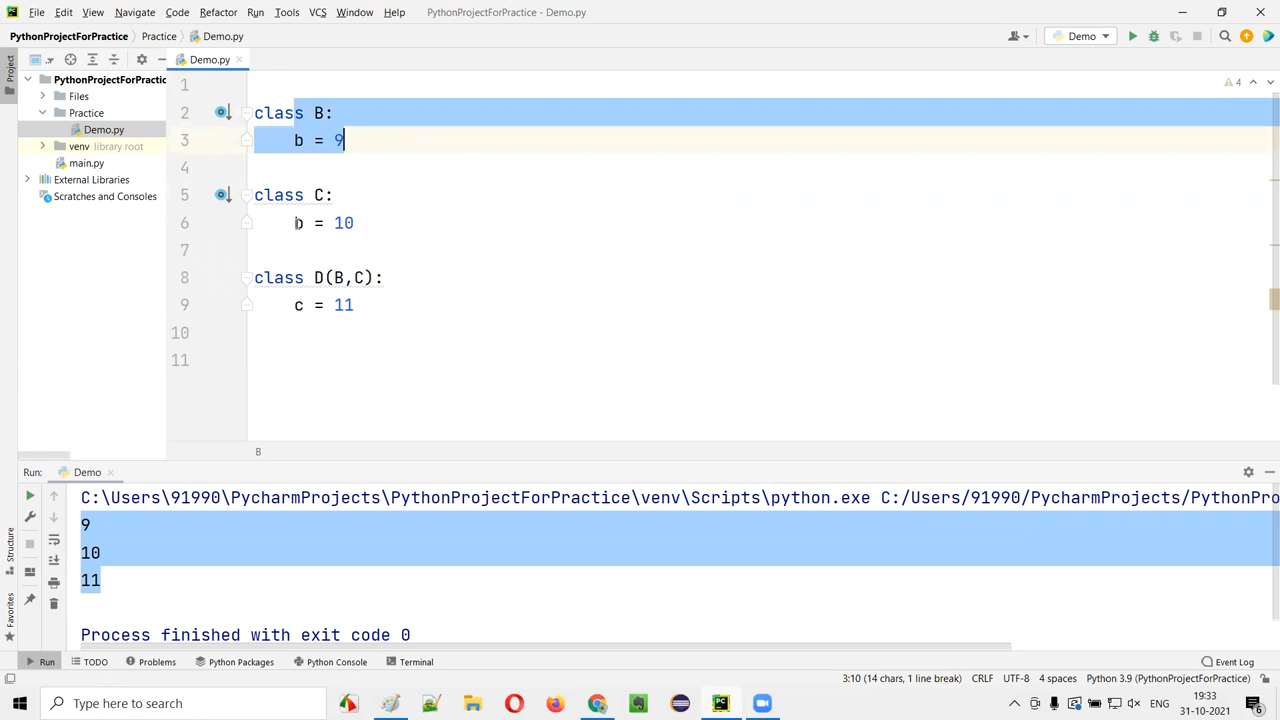 File Edit View Navigate Code Refactor Run Tools VCS Window Help PythonProjectForPractice - Demo.py
PythonProjectForPractice Practice Demo.py Demo
Project
Demo.py
PythonProjectForPractic
Files
Practice
Demo.py
venv library root
main.py
External Libraries
Scratches and Consoles
4
1
2 class B:
3 b = 9
4
5 class C:
6 b = 10
7
8 class D(B,C):
9 c = 11
10
11
B
Run: Demo
C:\Users\91990\PycharmProjects\PythonProjectForPractice\venv\Scripts\python.exe C:/Users/91990/PycharmProjects/PythonPro
9
10
11
Process finished with exit code 0
Structure
Favorites
Run TODO Problems Python Packages Python Console Terminal Event Log
3:10 (14 chars, 1 line break) CRLF UTF-8 4 spaces Python 3.9 (PythonProjectForPractice)
Type here to search
ENG
19:33
31-10-2021
6